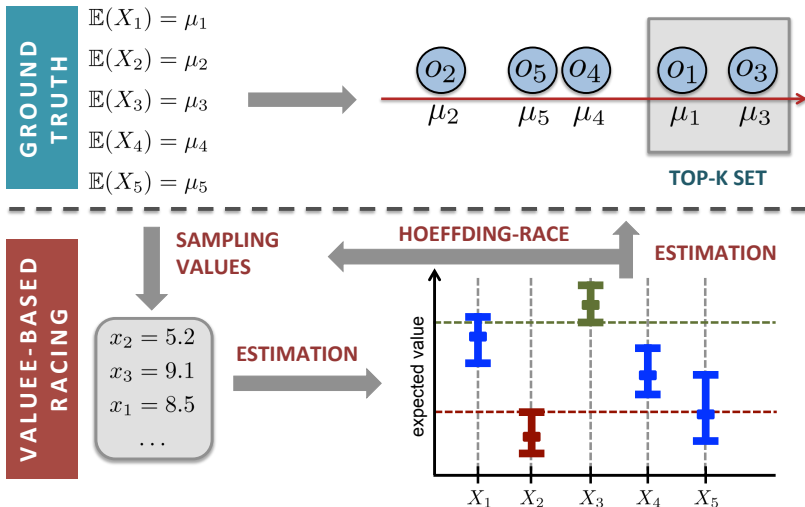 GROUND
TRUTH
𝔼(X₁) = μ₁
𝔼(X₂) = μ₂
𝔼(X₃) = μ₃
𝔼(X₄) = μ₄
𝔼(X₅) = μ₅
o₂ o₅ o₄ o₁ o₃
μ₂ μ₅ μ₄ μ₁ μ₃
TOP-K SET
VALUEE-BASED
RACING
SAMPLING
VALUES
HOEFFDING-RACE
ESTIMATION
x₂ = 5.2
x₃ = 9.1
x₁ = 8.5
...
ESTIMATION
expected value
X₁ X₂ X₃ X₄ X₅